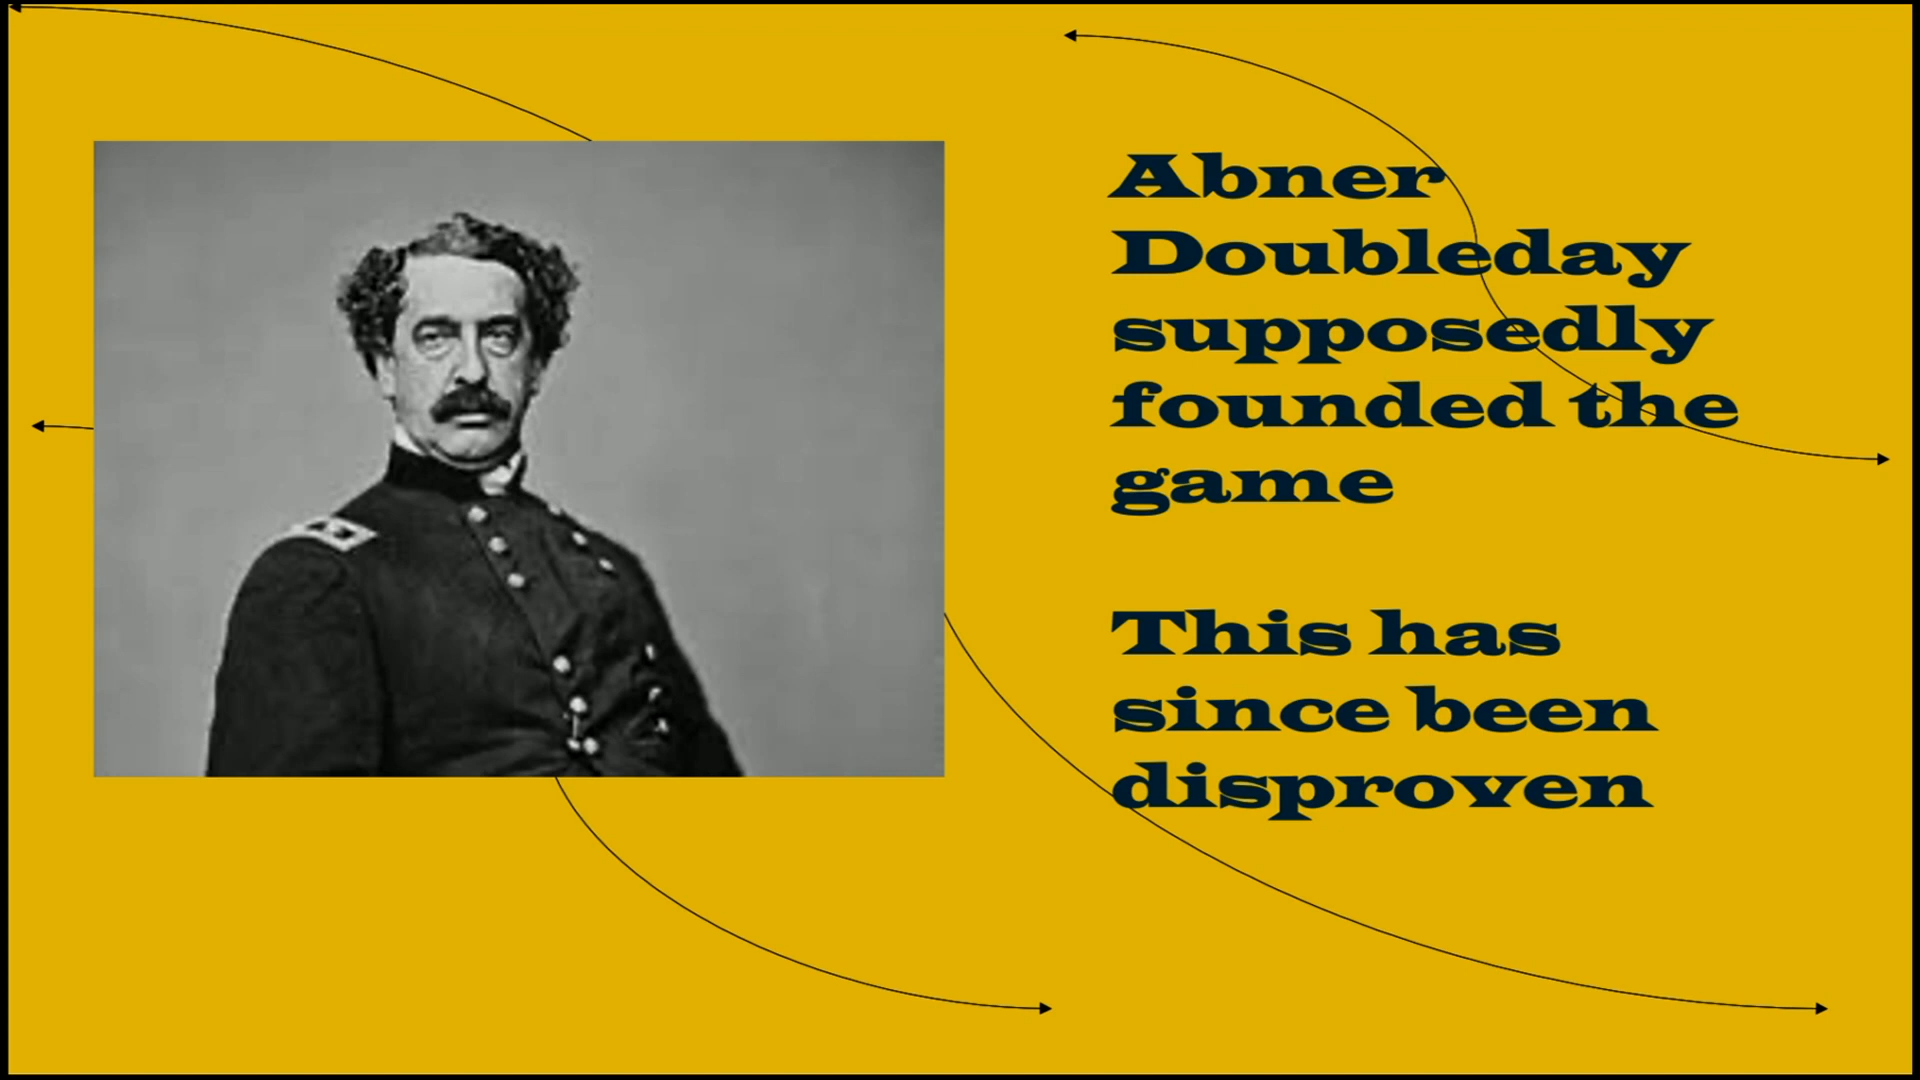 Abner
Doubleday
supposedly
founded the
game
This has
since been
disproven